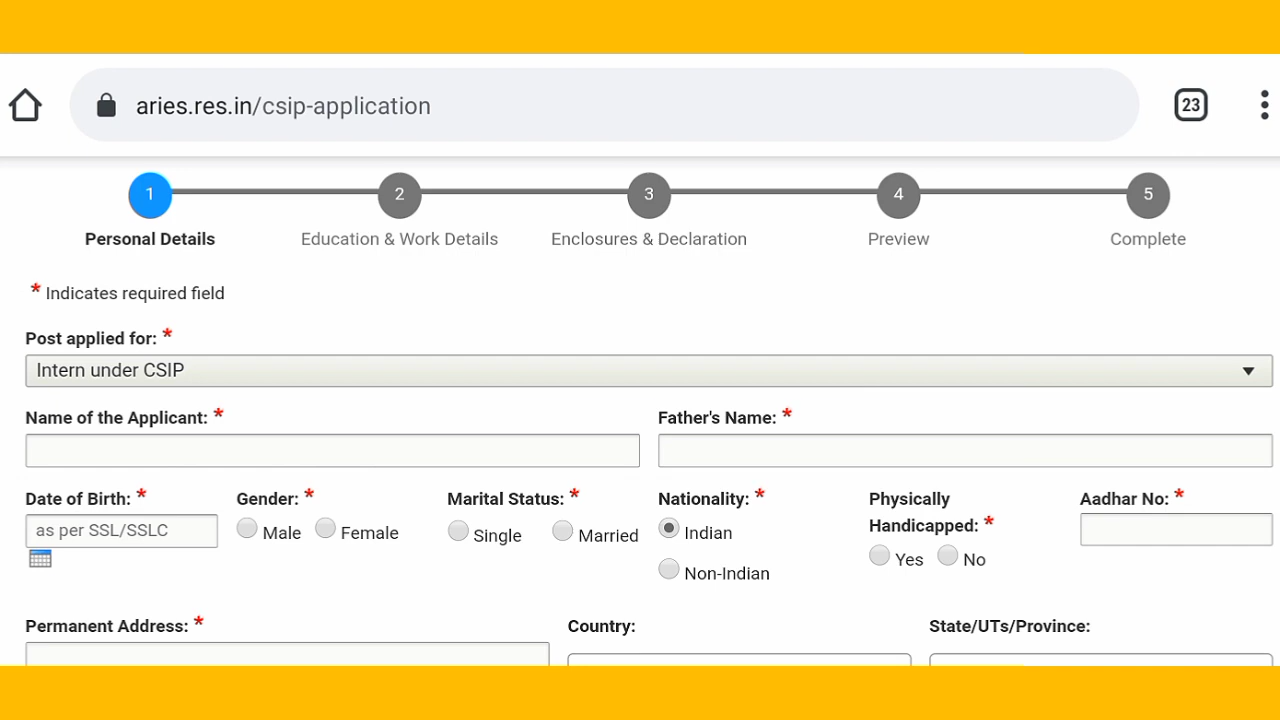 aries.res.in/csip-application
23
1 2 3 4 5
Personal Details Education & Work Details Enclosures & Declaration Preview Complete
* Indicates required field
Post applied for: *
Intern under CSIP
Name of the Applicant: * Father's Name: *
Date of Birth: * Gender: * Marital Status: * Nationality: * Physically Handicapped: * Aadhar No: *
as per SSL/SSLC Male Female Single Married Indian Yes No
Non-Indian
Permanent Address: * Country: State/UTs/Province: